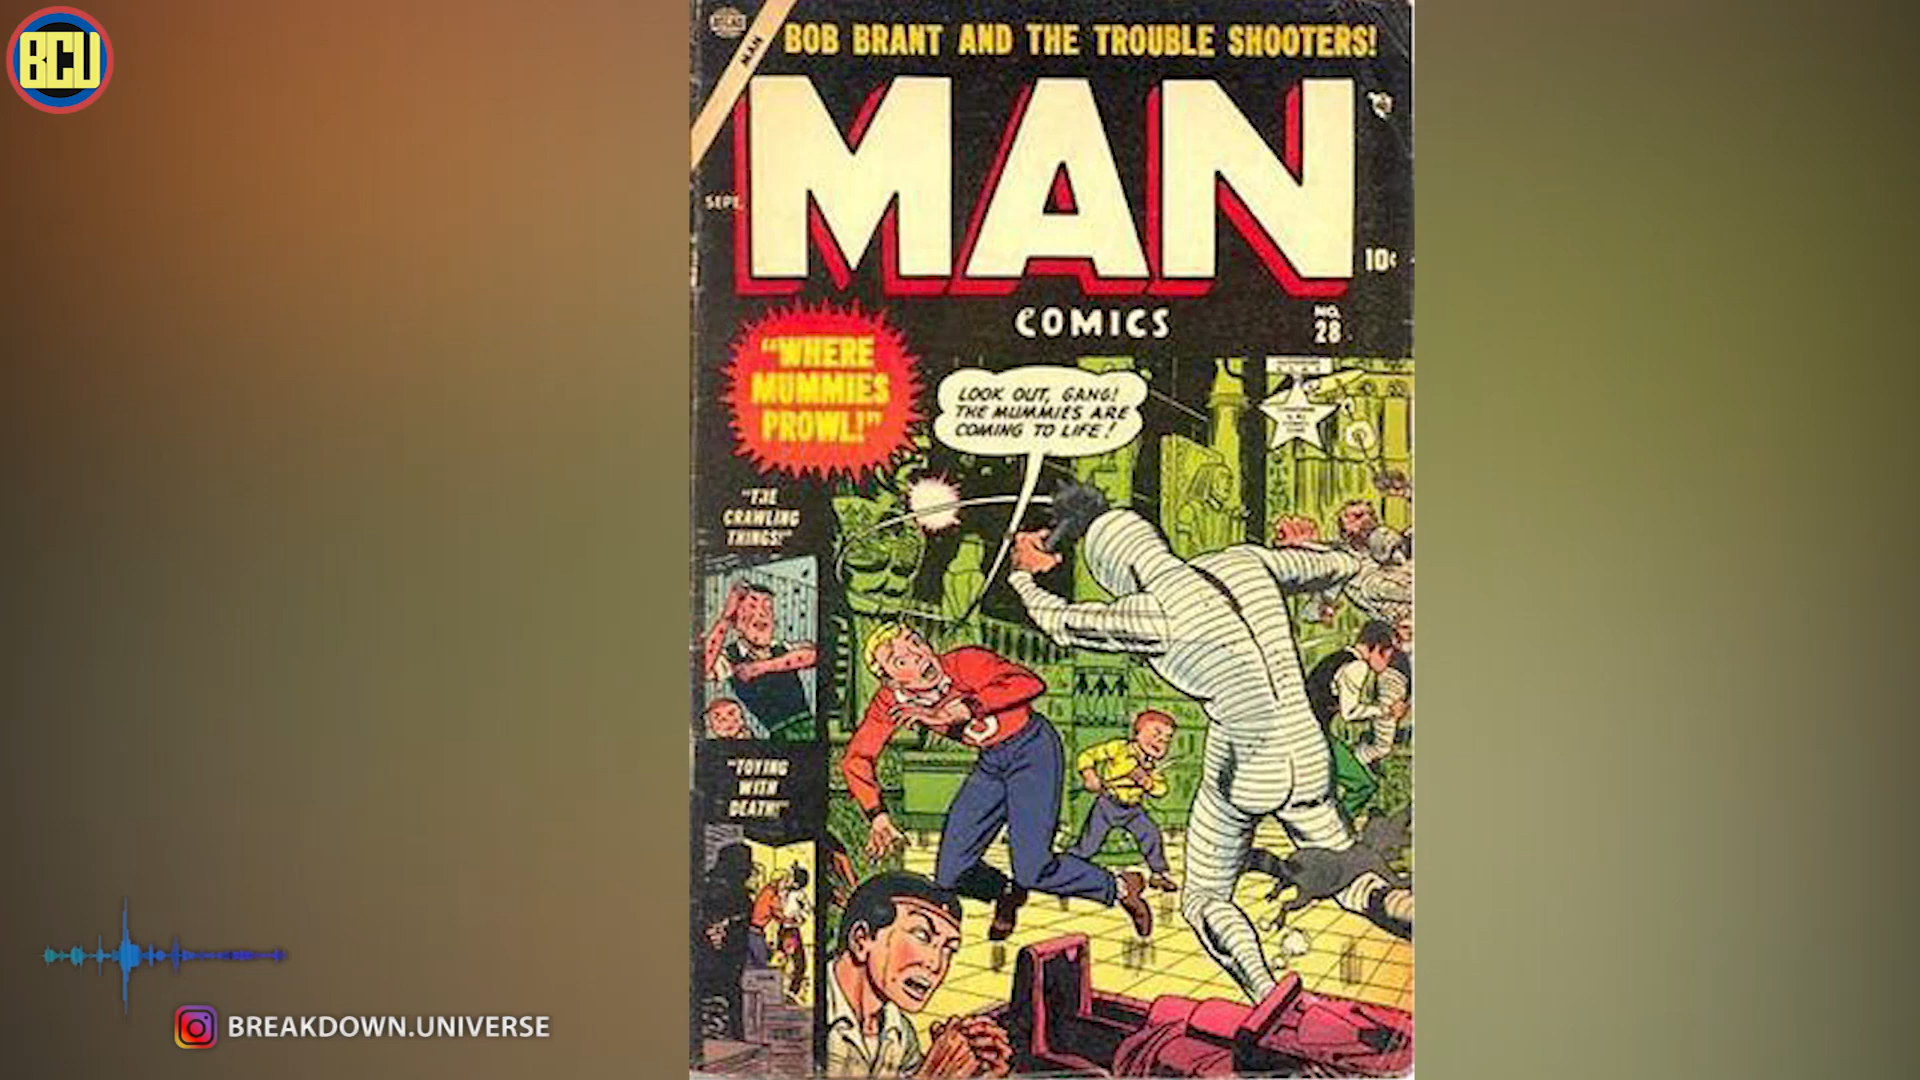 BCU
MAN
BOB BRANT AND THE TROUBLE SHOOTERS!
MAN
SEPT.
10¢
COMICS
NO.
28
"WHERE
MUMMIES
PROWL!"
LOOK OUT, GANG!
THE MUMMIES ARE
COMING TO LIFE!
"THE
CRAWLING
THINGS!"
"TOYING
WITH
DEATH!"
BREAKDOWN.UNIVERSE